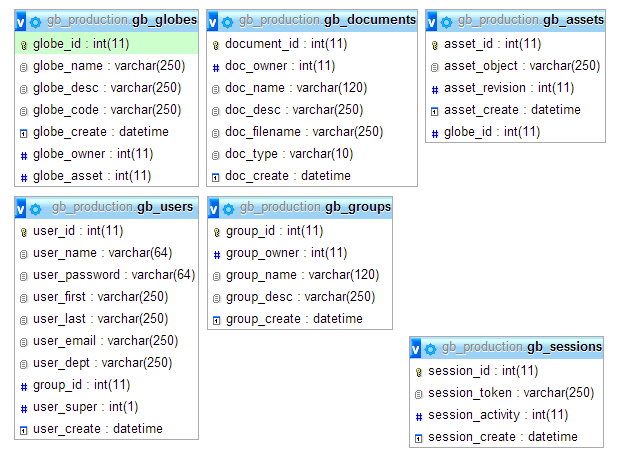 gb_production.gb_globes
globe_id : int(11)
globe_name : varchar(250)
globe_desc : varchar(250)
globe_code : varchar(250)
globe_create : datetime
globe_owner : int(11)
globe_asset : int(11)
gb_production.gb_documents
document_id : int(11)
doc_owner : int(11)
doc_name : varchar(120)
doc_desc : varchar(250)
doc_filename : varchar(250)
doc_type : varchar(10)
doc_create : datetime
gb_production.gb_assets
asset_id : int(11)
asset_object : varchar(250)
asset_revision : int(11)
asset_create : datetime
globe_id : int(11)
gb_production.gb_users
user_id : int(11)
user_name : varchar(64)
user_password : varchar(64)
user_first : varchar(250)
user_last : varchar(250)
user_email : varchar(250)
user_dept : varchar(250)
group_id : int(11)
user_super : int(1)
user_create : datetime
gb_production.gb_groups
group_id : int(11)
group_owner : int(11)
group_name : varchar(120)
group_desc : varchar(250)
group_create : datetime
gb_production.gb_sessions
session_id : int(11)
session_token : varchar(250)
session_activity : int(11)
session_create : datetime